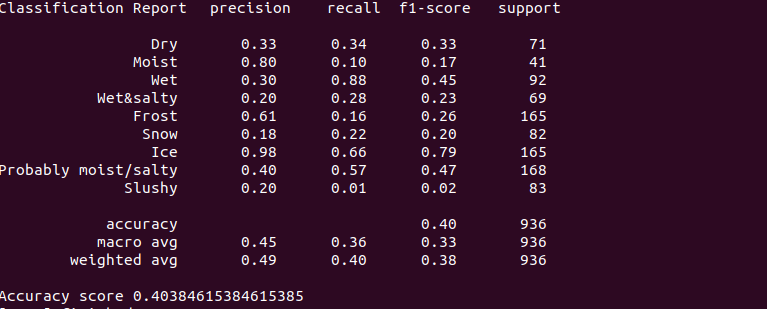 Classification Report precision recall f1-score support
Dry 0.33 0.34 0.33 71
Moist 0.80 0.10 0.17 41
Wet 0.30 0.88 0.45 92
Wet&salty 0.20 0.28 0.23 69
Frost 0.61 0.16 0.26 165
Snow 0.18 0.22 0.20 82
Ice 0.98 0.66 0.79 165
Probably moist/salty 0.40 0.57 0.47 168
Slushy 0.20 0.01 0.02 83
accuracy 0.40 936
macro avg 0.45 0.36 0.33 936
weighted avg 0.49 0.40 0.38 936
Accuracy score 0.40384615384615385